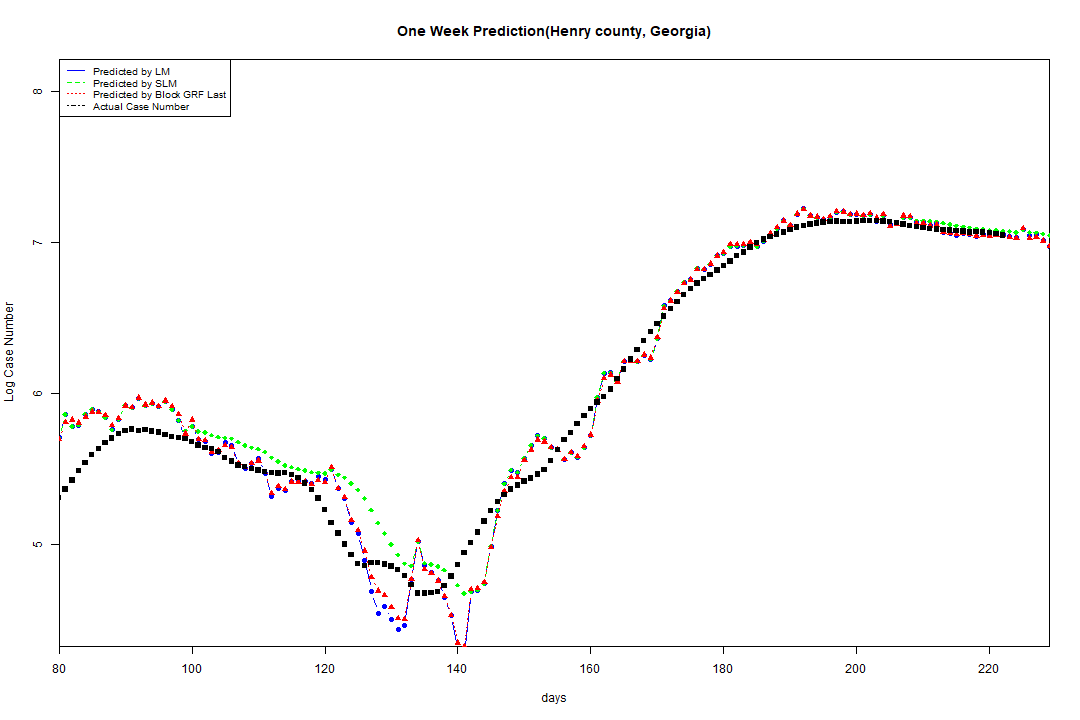 One Week Prediction(Henry county, Georgia)
Predicted by LM
Predicted by SLM
Predicted by Block GRF Last
Actual Case Number
8
7
6
5
Log Case Number
80 100 120 140 160 180 200 220
days